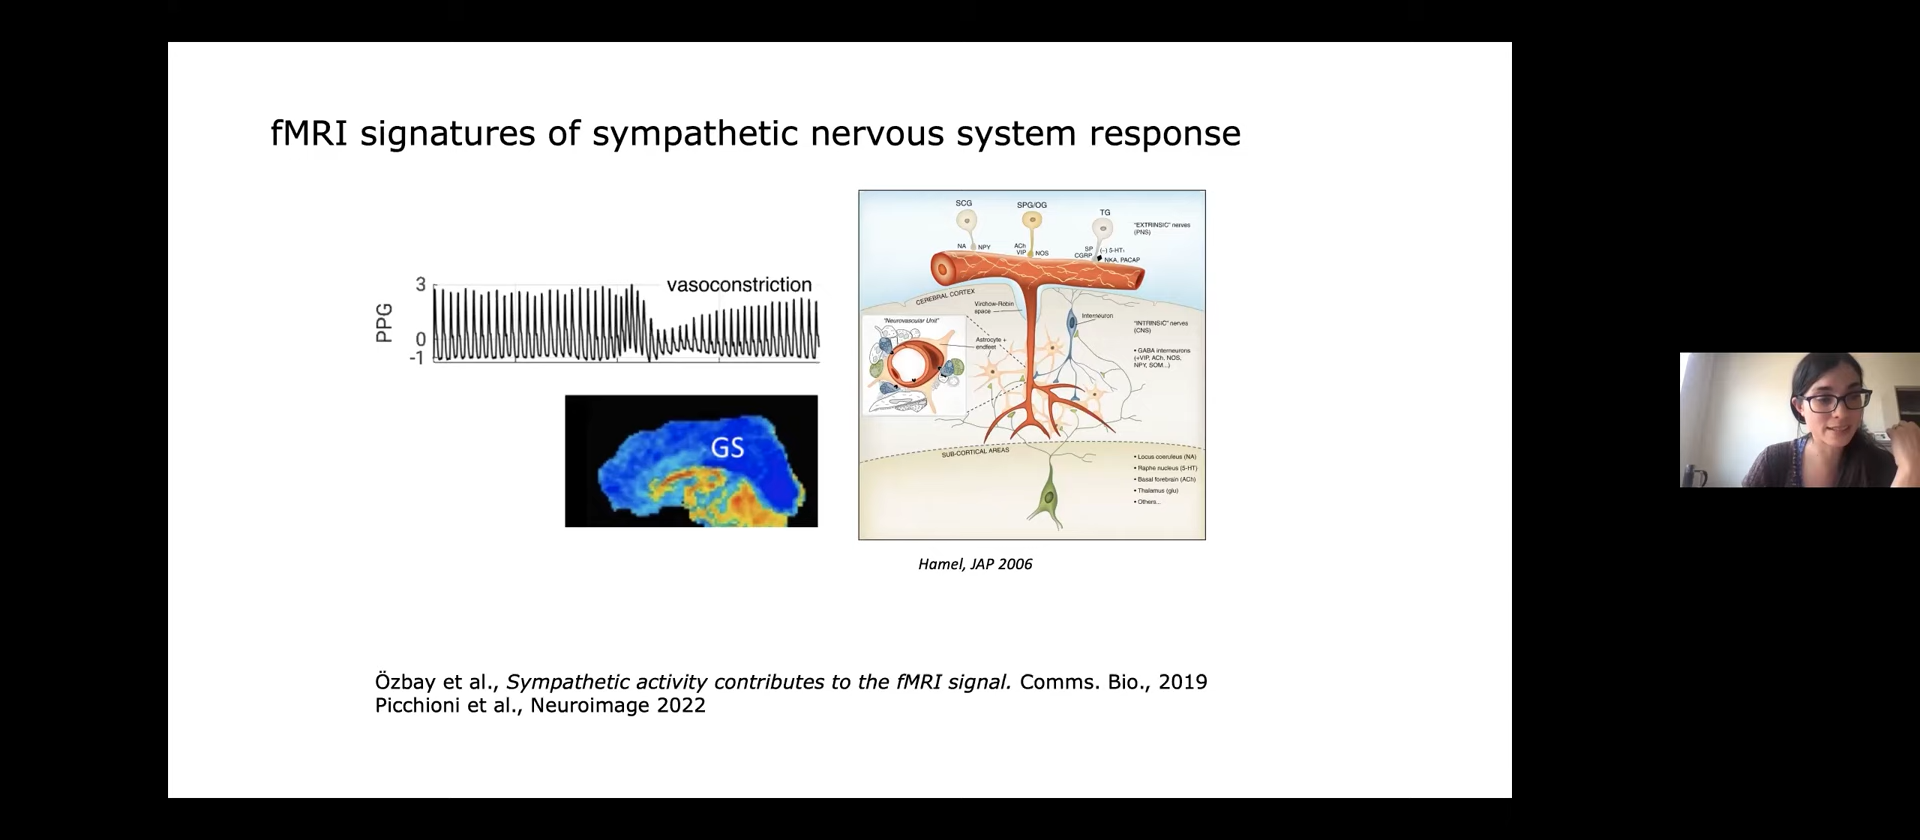 fMRI signatures of sympathetic nervous system response
3
0
-1
PPG
vasoconstriction
GS
SCG
SPG/OG
TG
"EXTRINSIC" nerves
(PNS)
NA
NPY
ACh
VIP
NOS
SP
CGRP
(-) 5-HT
NKA, PACAP
CEREBRAL CORTEX
Virchow-Robin
space
Interneuron
"INTRINSIC" nerves
(CNS)
"Neurovascular Unit"
Astrocyte +
endfeet
• GABA interneurons
(+VIP, ACh, NOS,
NPY, SOM...)
SUB-CORTICAL AREAS
• Locus coeruleus (NA)
• Raphe nucleus (5-HT)
• Basal forebrain (ACh)
• Thalamus (glu)
• Others...
Hamel, JAP 2006
Özbay et al., Sympathetic activity contributes to the fMRI signal. Comms. Bio., 2019
Picchioni et al., Neuroimage 2022